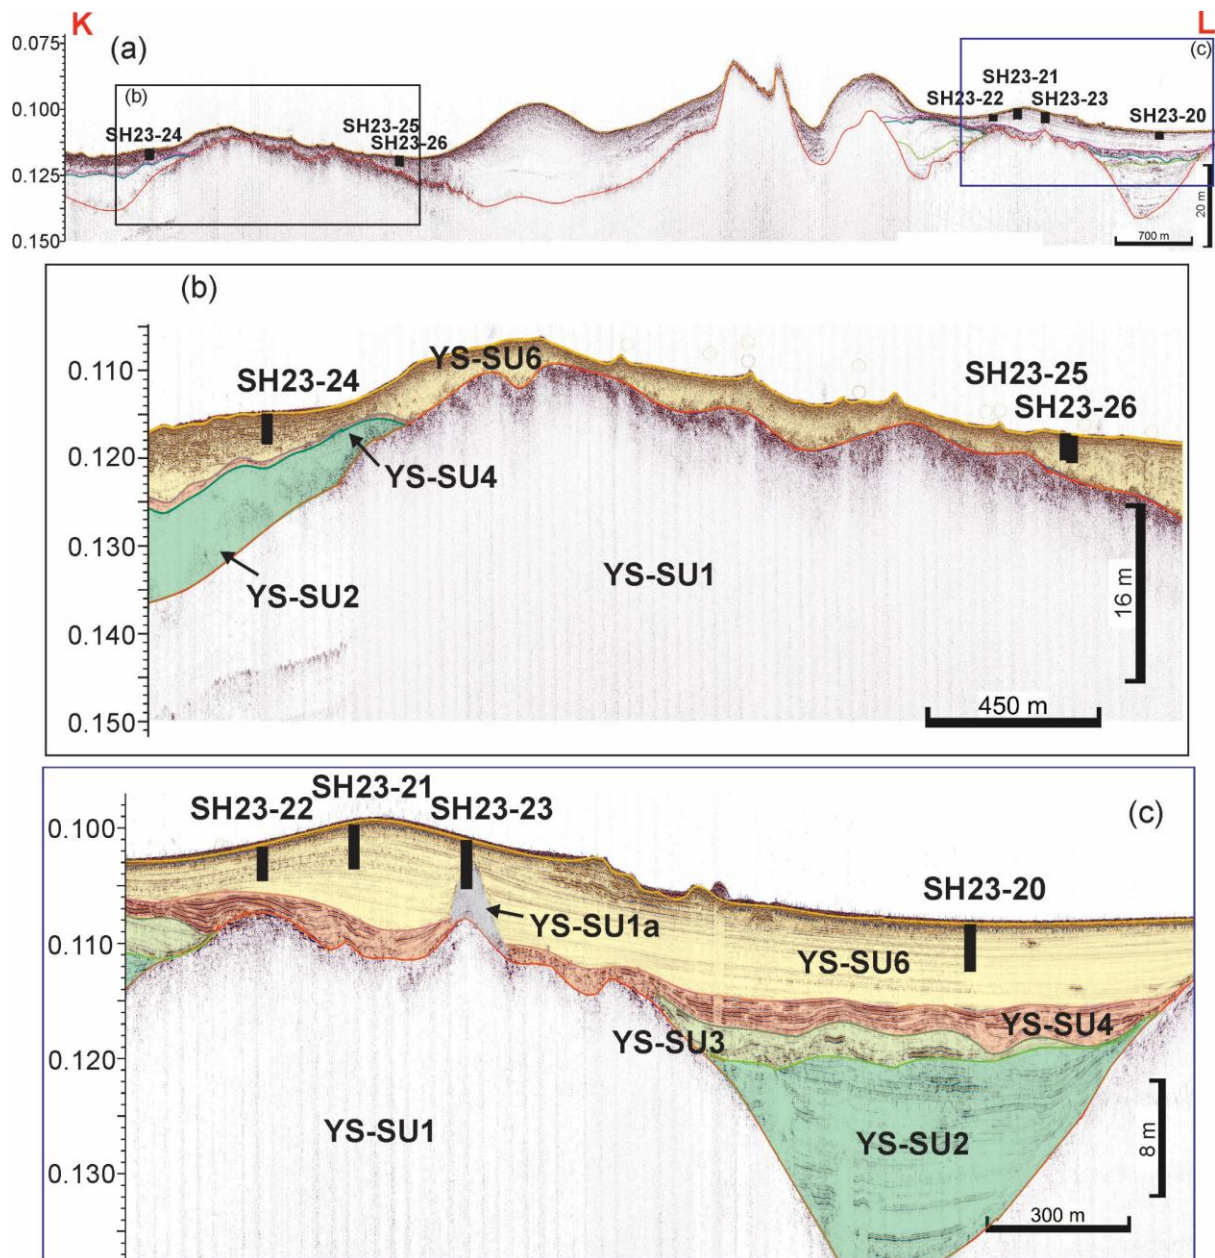 K
L
0.075
(a)
(c)
(b)
SH23-21
0.100
SH23-22
SH23-23
SH23-25
SH23-20
SH23-24
SH23-26
0.125
20 m
0.150
700 m
(b)
0.110
YS-SU6
SH23-24
SH23-25
SH23-26
0.120
YS-SU4
0.130
YS-SU2
YS-SU1
16 m
0.140
450 m
0.150
SH23-21
SH23-22
SH23-23
(c)
0.100
SH23-20
YS-SU1a
0.110
YS-SU6
YS-SU4
YS-SU3
0.120
YS-SU1
YS-SU2
8 m
0.130
300 m